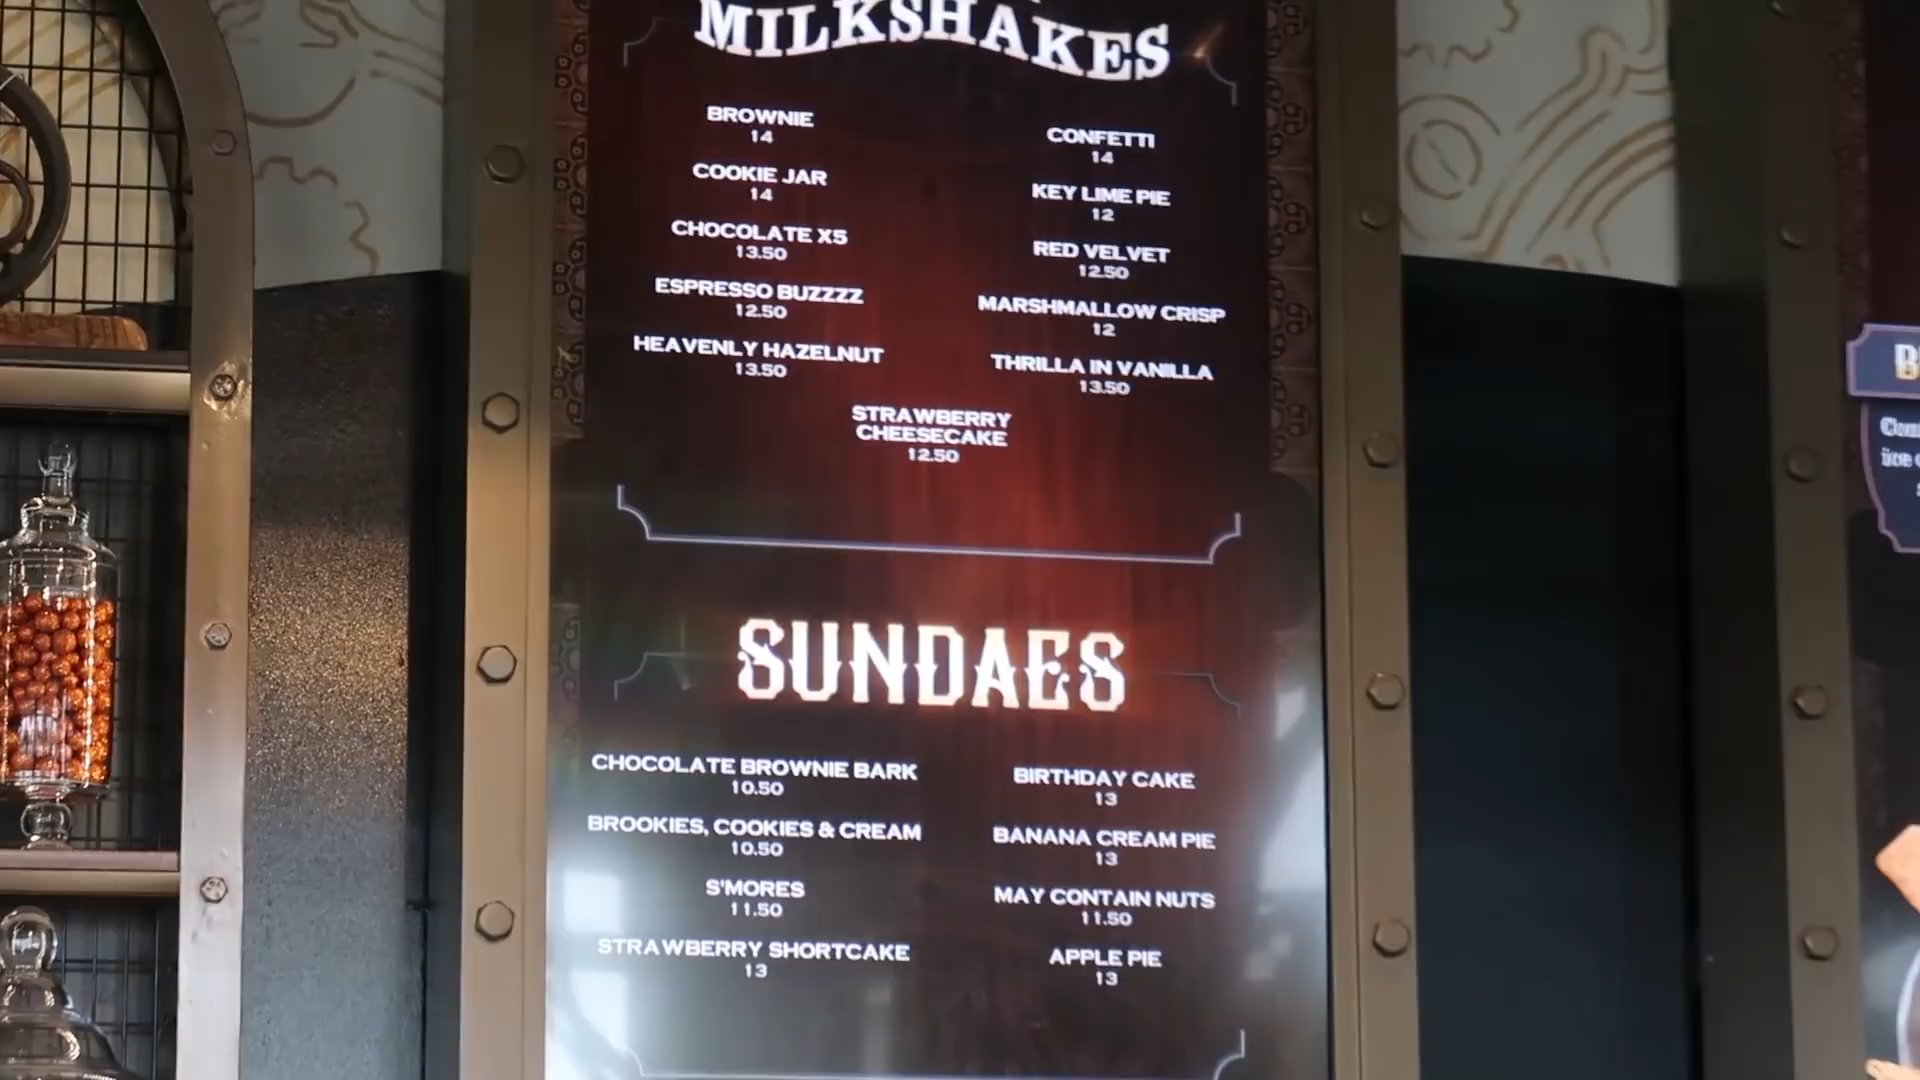 MILKSHAKES
BROWNIE
14
COOKIE JAR
14
CHOCOLATE X5
13.50
ESPRESSO BUZZZZ
12.50
HEAVENLY HAZELNUT
13.50
CONFETTI
14
KEY LIME PIE
12
RED VELVET
12.50
MARSHMALLOW CRISP
12
THRILLA IN VANILLA
13.50
STRAWBERRY
CHEESECAKE
12.50
SUNDAES
CHOCOLATE BROWNIE BARK
10.50
BROOKIES, COOKIES & CREAM
10.50
S'MORES
11.50
STRAWBERRY SHORTCAKE
13
BIRTHDAY CAKE
13
BANANA CREAM PIE
13
MAY CONTAIN NUTS
11.50
APPLE PIE
13